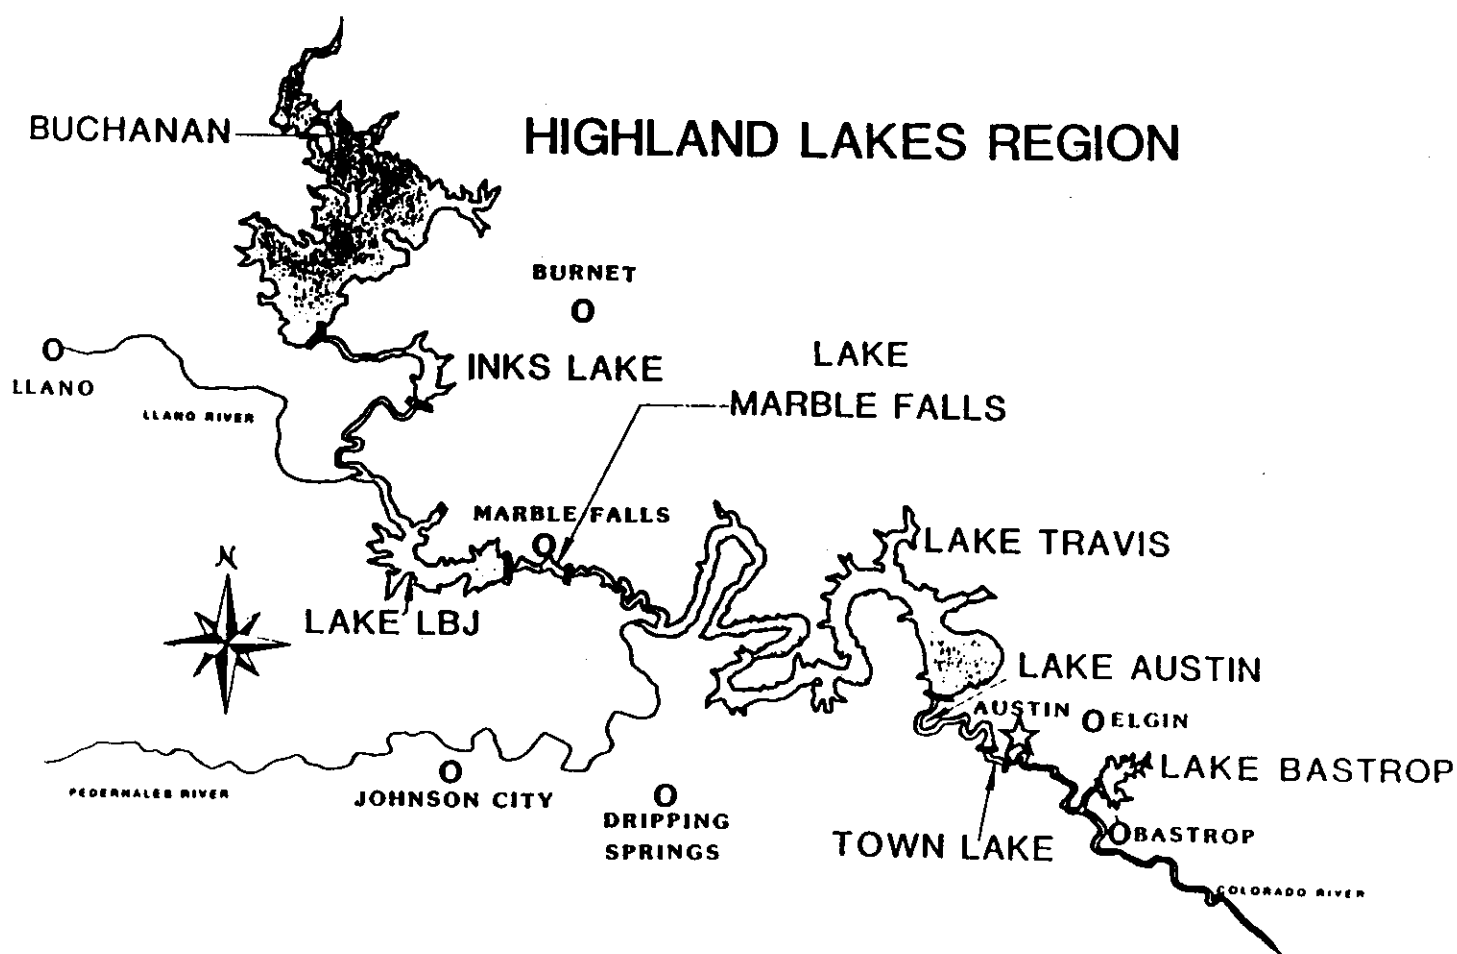 BUCHANAN
HIGHLAND LAKES REGION
BURNET
LLANO
LLANO RIVER
INKS LAKE
LAKE
MARBLE FALLS
MARBLE FALLS
LAKE TRAVIS
N
LAKE LBJ
LAKE AUSTIN
AUSTIN
ELGIN
LAKE BASTROP
PEDERNALES RIVER
JOHNSON CITY
DRIPPING
SPRINGS
TOWN LAKE
BASTROP
COLORADO RIVER